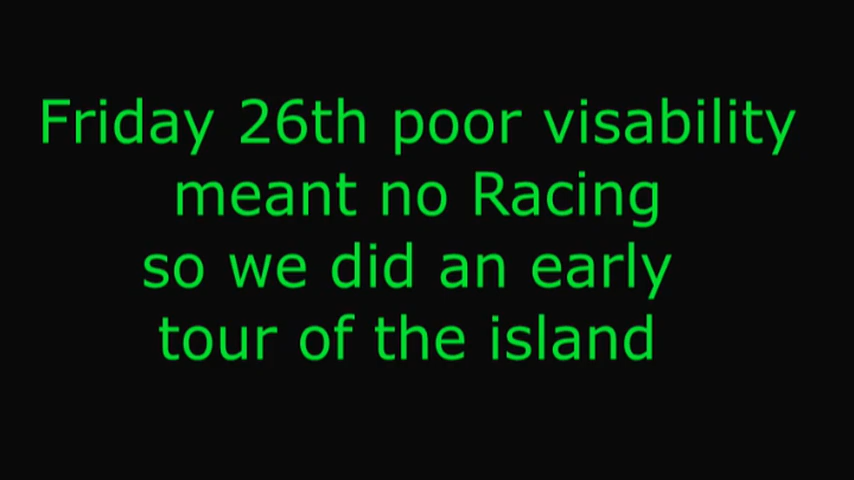 Friday 26th poor visability
meant no Racing
so we did an early
tour of the island